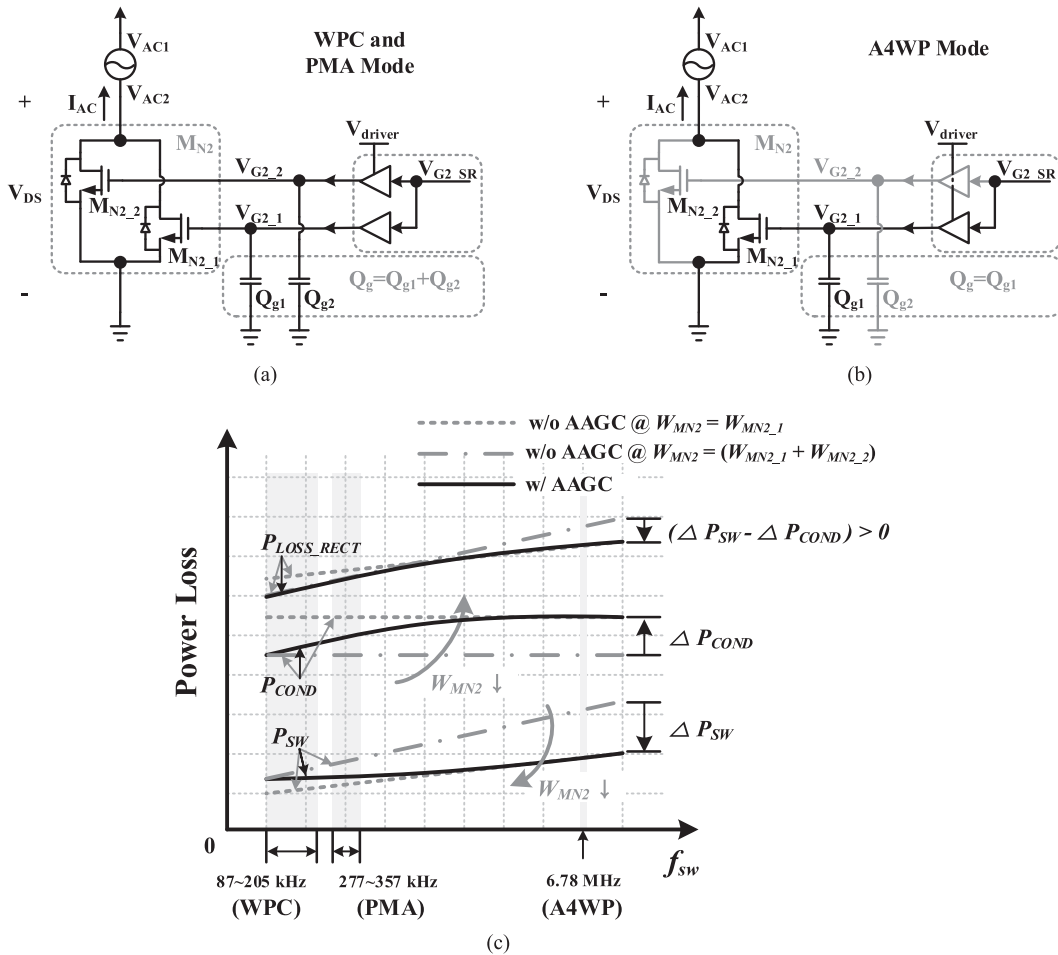 WPC and
PMA Mode
V_AC1
V_AC2
I_AC
+
M_N2
V_driver
V_G2_2
V_G2_SR
V_DS
M_N2_2
V_G2_1
M_N2_1
-
Q_g1
Q_g2
Q_g=Q_g1+Q_g2
(a)
A4WP Mode
V_AC1
V_AC2
I_AC
+
M_N2
V_driver
V_G2_2
V_G2_SR
V_DS
M_N2_2
V_G2_1
M_N2_1
-
Q_g1
Q_g2
Q_g=Q_g1
(b)
w/o AAGC @ W_MN2 = W_MN2_1
w/o AAGC @ W_MN2 = (W_MN2_1 + W_MN2_2)
w/ AAGC
Power Loss
P_LOSS_RECT
(△ P_SW - △ P_COND) > 0
P_COND
△ P_COND
W_MN2 ↓
P_SW
△ P_SW
W_MN2 ↓
0
f_SW
87~205 kHz
(WPC)
277~357 kHz
(PMA)
6.78 MHz
(A4WP)
(c)